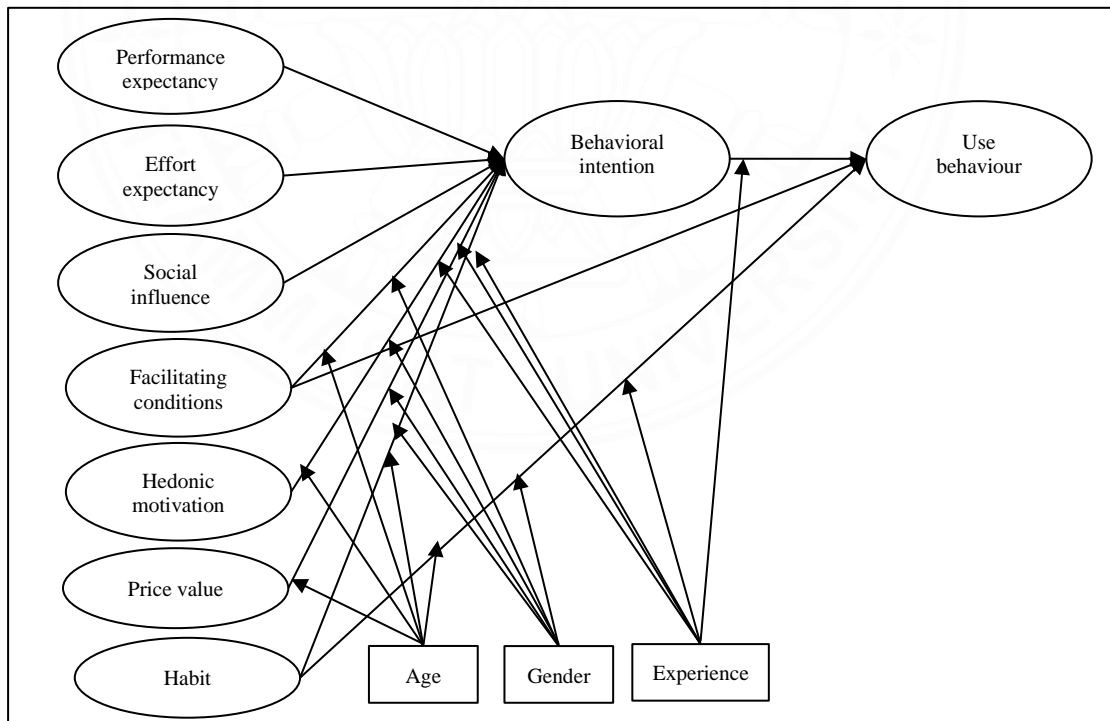 Performance
expectancy
Effort
expectancy
Social
influence
Facilitating
conditions
Hedonic
motivation
Price value
Habit
Behavioral
intention
Use
behaviour
Age
Gender
Experience